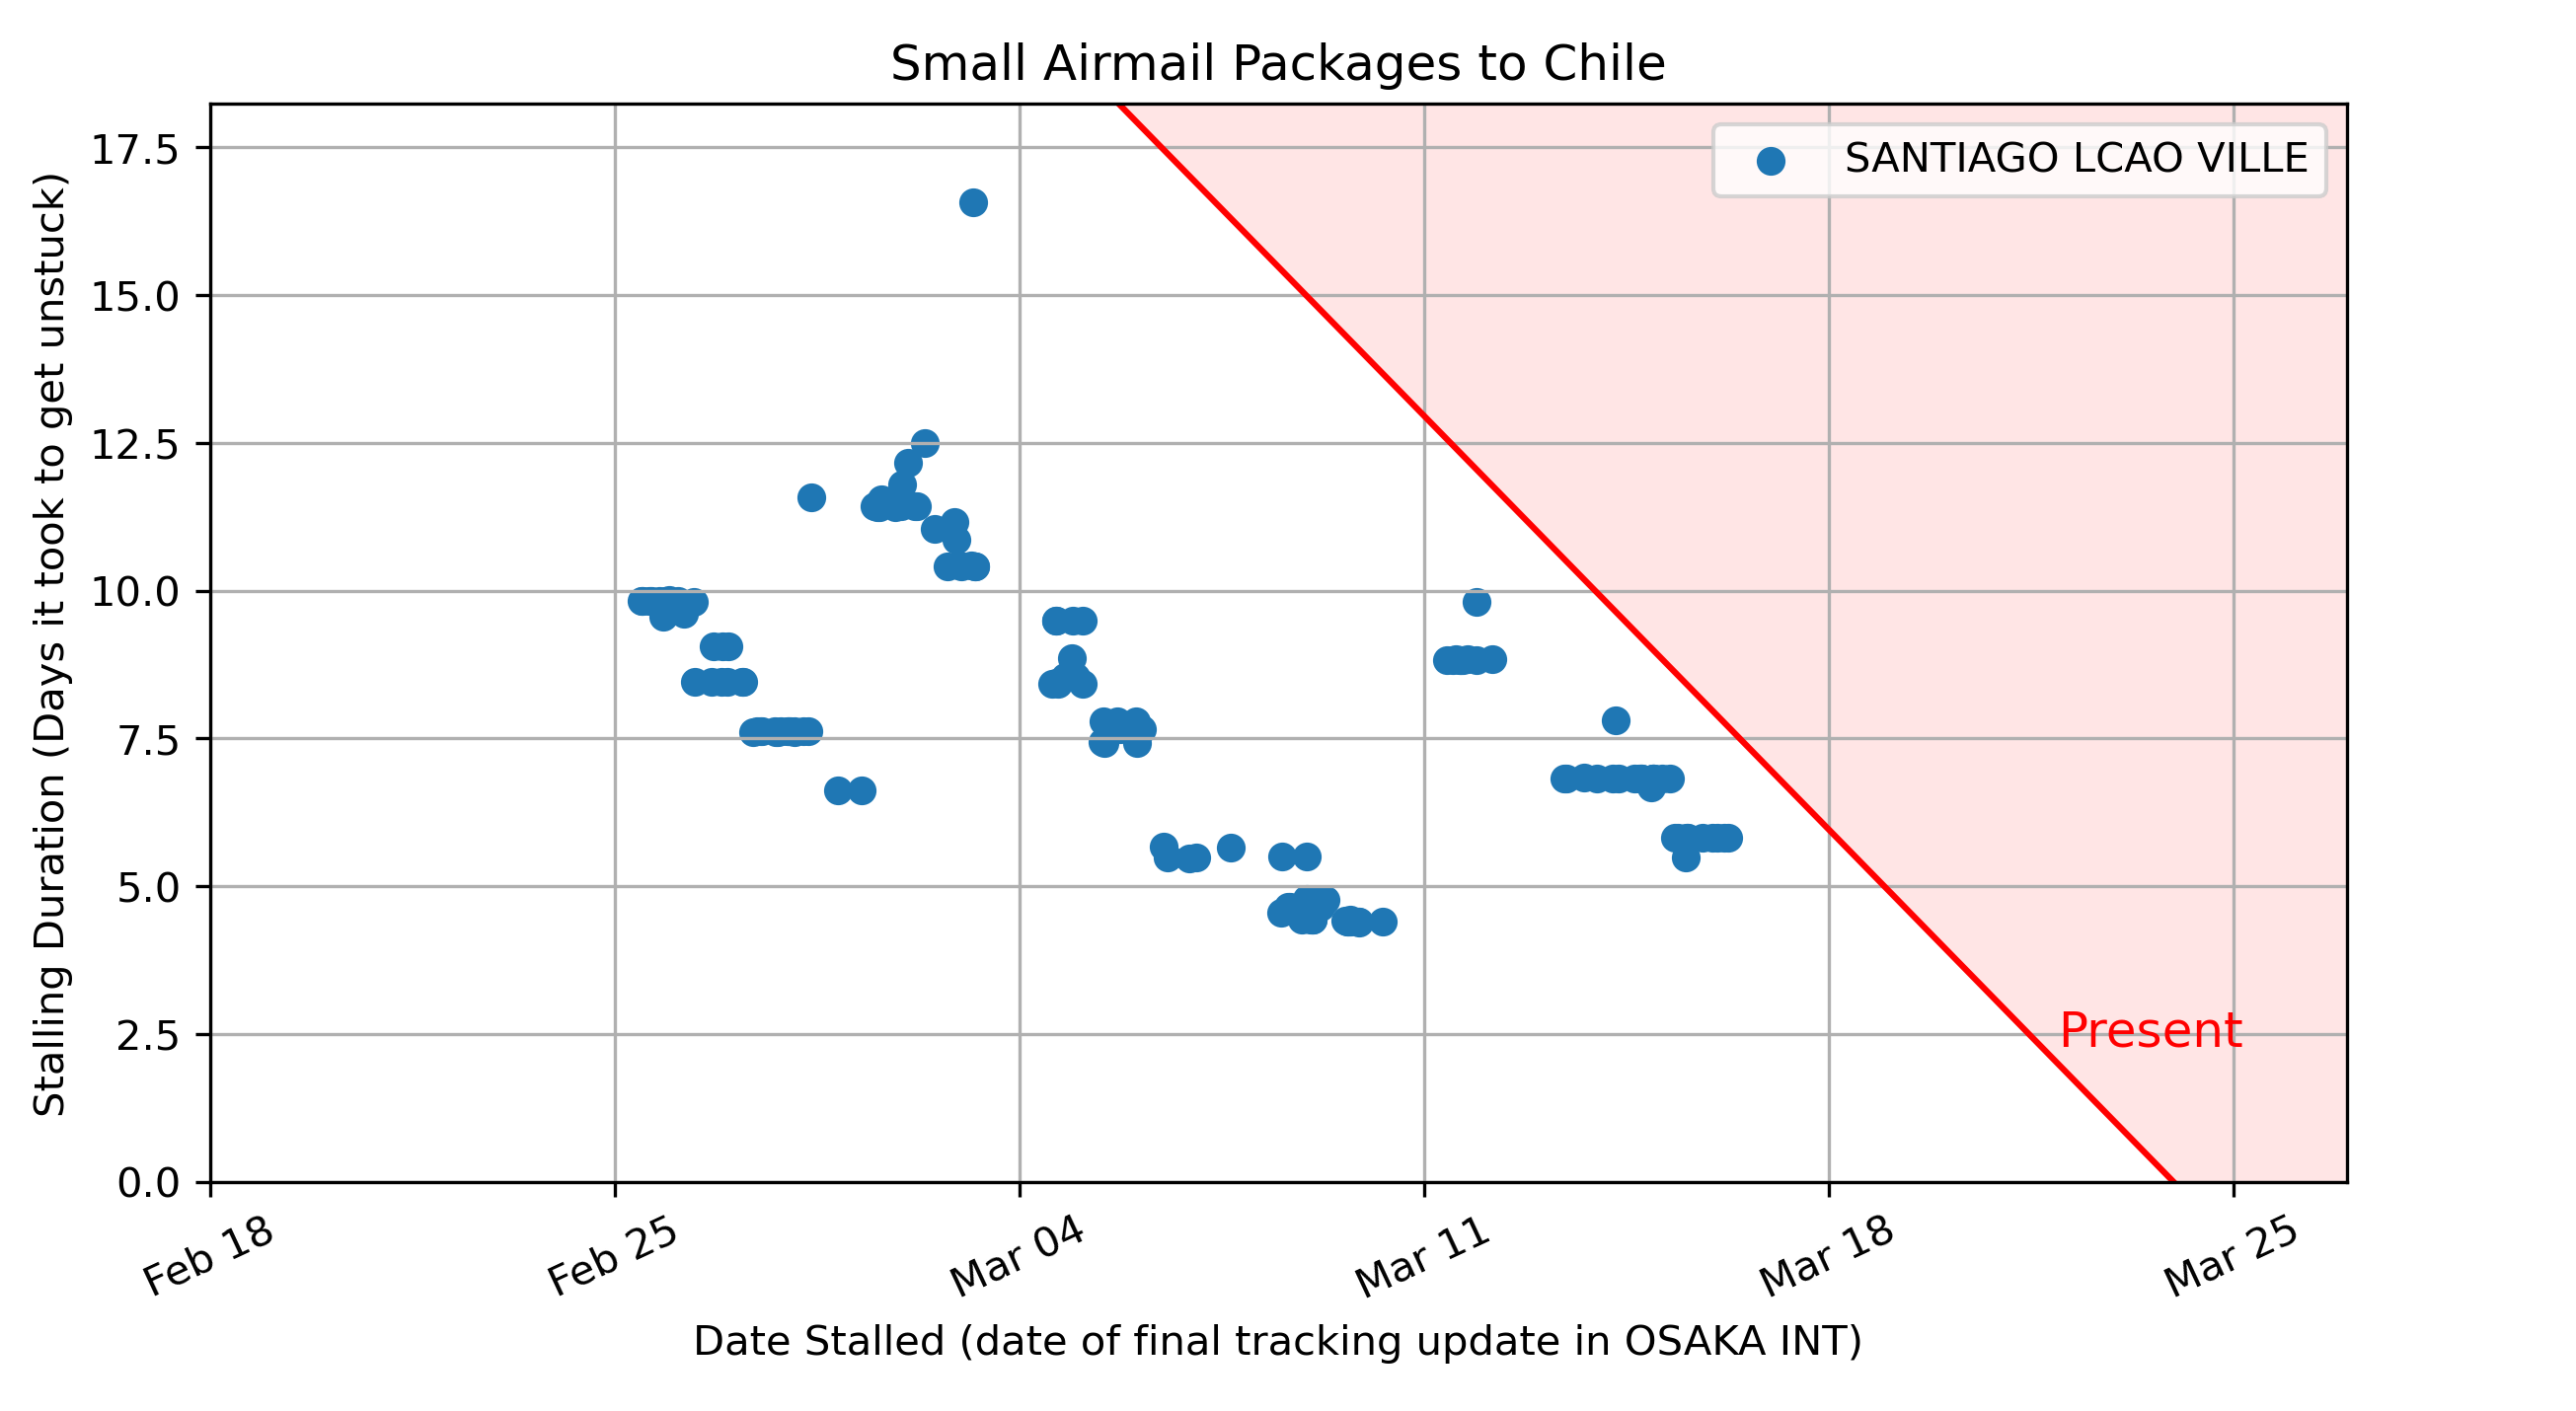 Small Airmail Packages to Chile
SANTIAGO LCAO VILLE
17.5
15.0
12.5
10.0
7.5
5.0
2.5
0.0
Stalling Duration (Days it took to get unstuck)
Present
Feb 18
Feb 25
Mar 04
Mar 11
Mar 18
Mar 25
Date Stalled (date of final tracking update in OSAKA INT)